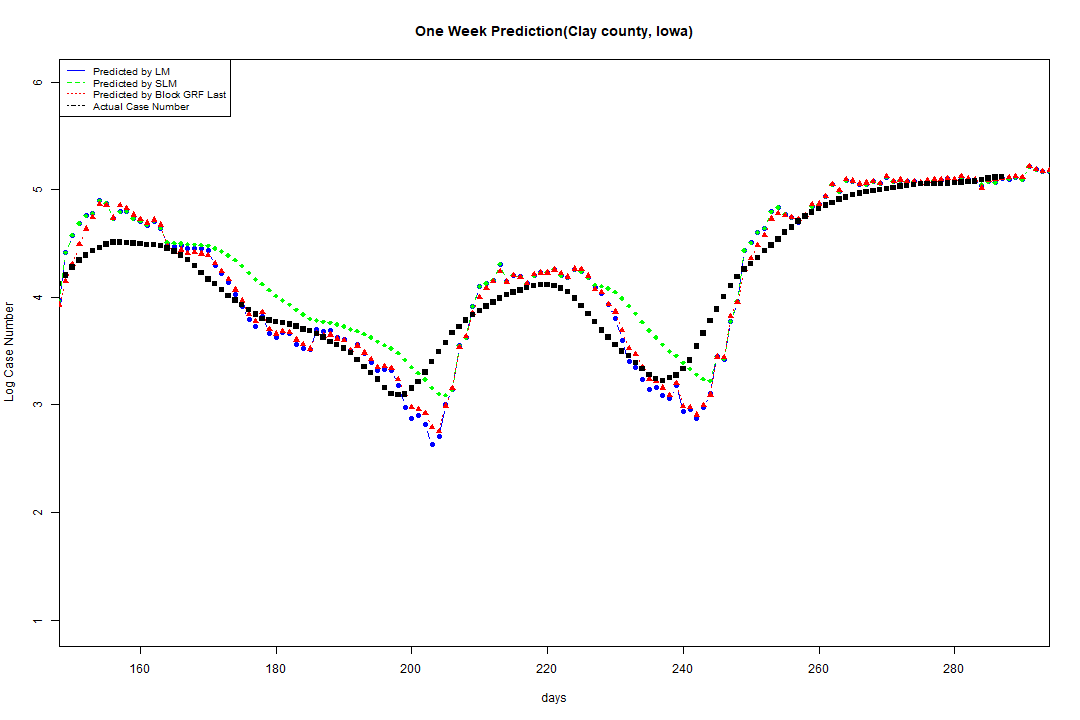 One Week Prediction(Clay county, Iowa)
Predicted by LM
Predicted by SLM
Predicted by Block GRF Last
Actual Case Number
Log Case Number
6
5
4
3
2
1
160 180 200 220 240 260 280
days